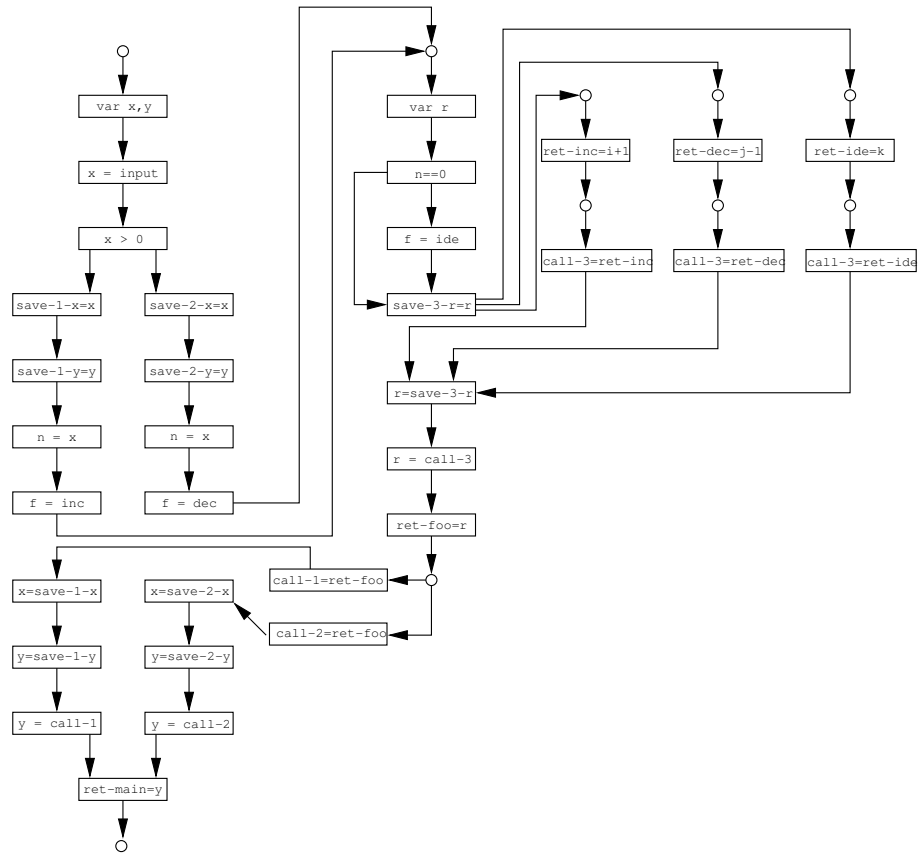 var x,y
x = input
x > 0
save-1-x=x
save-2-x=x
save-1-y=y
save-2-y=y
n = x
n = x
f = inc
f = dec
var r
n==0
f = ide
save-3-r=r
ret-inc=i+1
ret-dec=j-1
ret-ide=k
call-3=ret-inc
call-3=ret-dec
call-3=ret-ide
r=save-3-r
r = call-3
ret-foo=r
call-1=ret-foo
call-2=ret-foo
x=save-1-x
x=save-2-x
y=save-1-y
y=save-2-y
y = call-1
y = call-2
ret-main=y